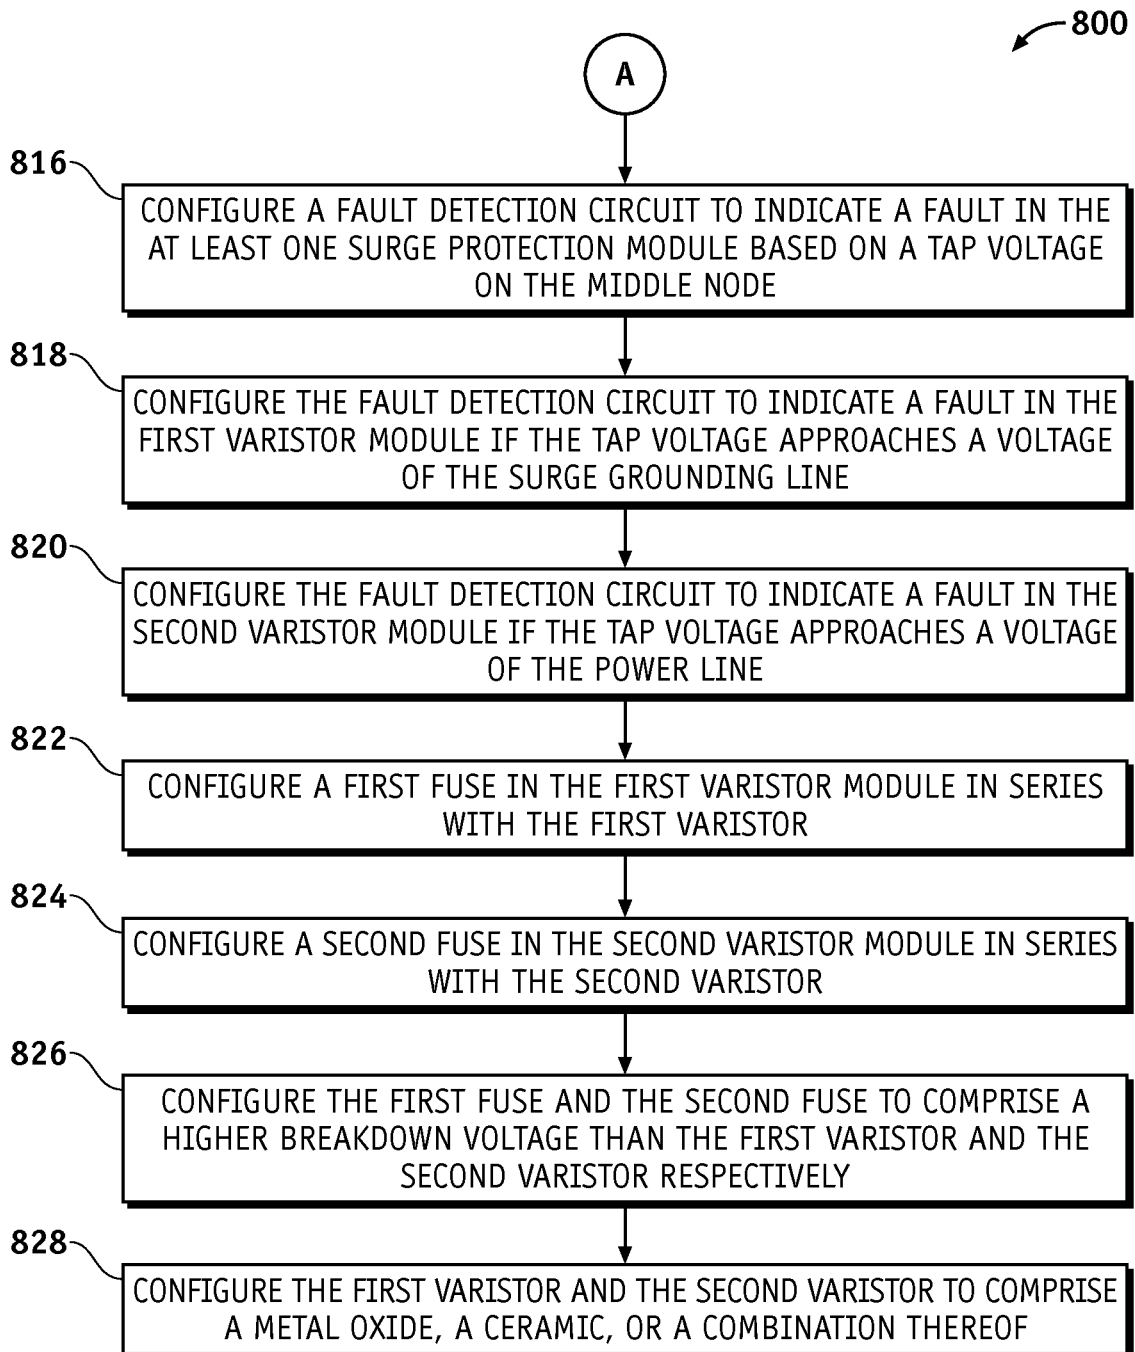 800
A
816
CONFIGURE A FAULT DETECTION CIRCUIT TO INDICATE A FAULT IN THE
AT LEAST ONE SURGE PROTECTION MODULE BASED ON A TAP VOLTAGE
ON THE MIDDLE NODE
818
CONFIGURE THE FAULT DETECTION CIRCUIT TO INDICATE A FAULT IN THE
FIRST VARISTOR MODULE IF THE TAP VOLTAGE APPROACHES A VOLTAGE
OF THE SURGE GROUNDING LINE
820
CONFIGURE THE FAULT DETECTION CIRCUIT TO INDICATE A FAULT IN THE
SECOND VARISTOR MODULE IF THE TAP VOLTAGE APPROACHES A VOLTAGE
OF THE POWER LINE
822
CONFIGURE A FIRST FUSE IN THE FIRST VARISTOR MODULE IN SERIES
WITH THE FIRST VARISTOR
824
CONFIGURE A SECOND FUSE IN THE SECOND VARISTOR MODULE IN SERIES
WITH THE SECOND VARISTOR
826
CONFIGURE THE FIRST FUSE AND THE SECOND FUSE TO COMPRISE A
HIGHER BREAKDOWN VOLTAGE THAN THE FIRST VARISTOR AND THE
SECOND VARISTOR RESPECTIVELY
828
CONFIGURE THE FIRST VARISTOR AND THE SECOND VARISTOR TO COMPRISE
A METAL OXIDE, A CERAMIC, OR A COMBINATION THEREOF